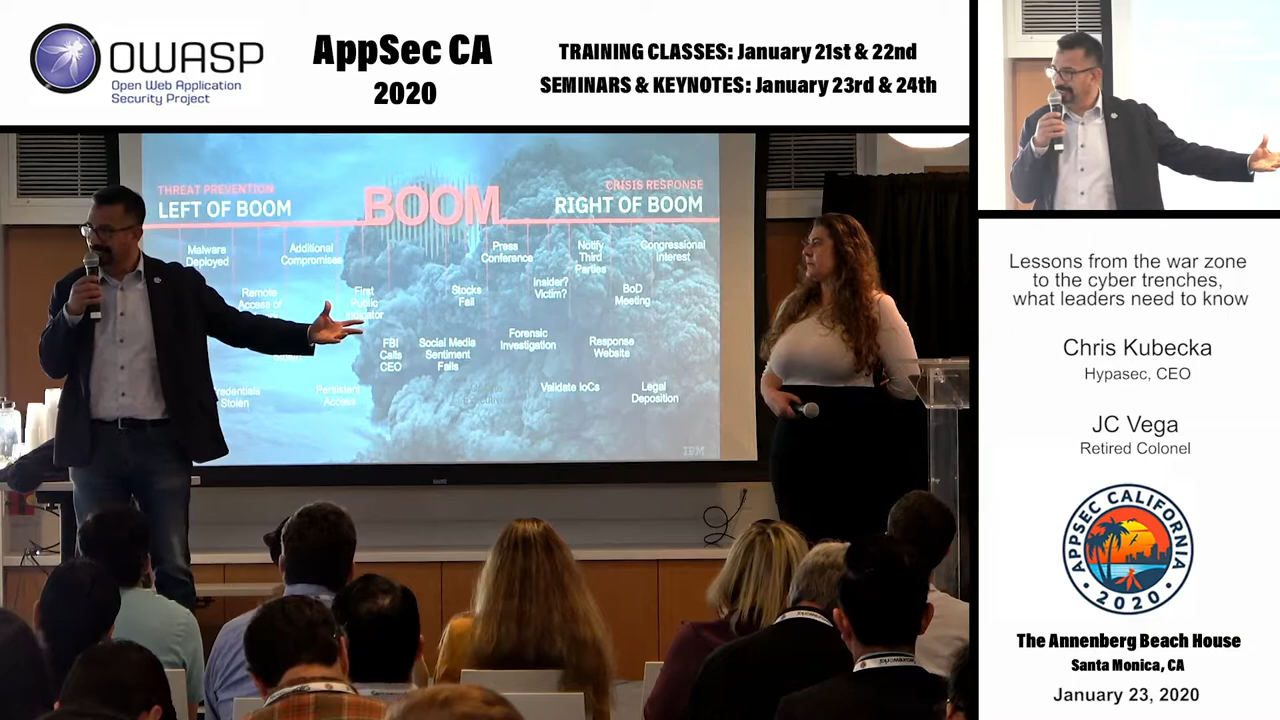 OWASP
Open Web Application
Security Project
AppSec CA
2020
TRAINING CLASSES: January 21st & 22nd
SEMINARS & KEYNOTES: January 23rd & 24th
THREAT PREVENTION
LEFT OF BOOM
BOOM
CRISIS RESPONSE
RIGHT OF BOOM
Malware
Deployed
Additional
Compromises
Press
Conference
Notify
Third
Parties
Congressional
Interest
Remote
Access of
First
Public
Indicator
Stocks
Fall
Insider?
Victim?
BoD
Meeting
FBI
Calls
CEO
Social Media
Sentiment
Falls
Forensic
Investigation
Response
Website
Stolen
Persistent
Access
Validate IoCs
Legal
Deposition
IBM
Lessons from the war zone
to the cyber trenches,
what leaders need to know
Chris Kubecka
Hypasec, CEO
JC Vega
Retired Colonel
APPSEC CALIFORNIA
2020
The Annenberg Beach House
Santa Monica, CA
January 23, 2020